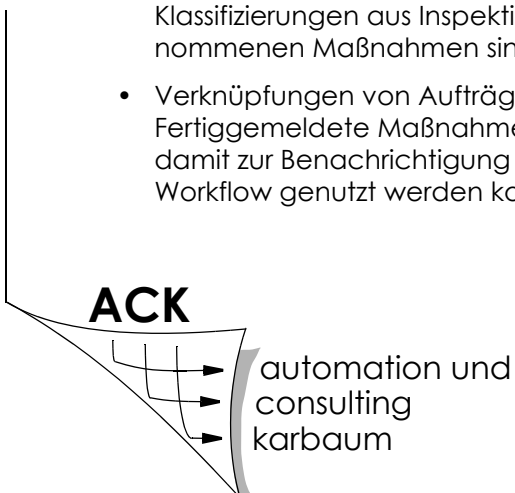 Klassifizierungen aus Inspekti
nommenen Maßnahmen sin
• Verknüpfungen von Aufträg
Fertiggemeldete Maßnahme
damit zur Benachrichtigung
Workflow genutzt werden ko
ACK
automation und
consulting
karbaum